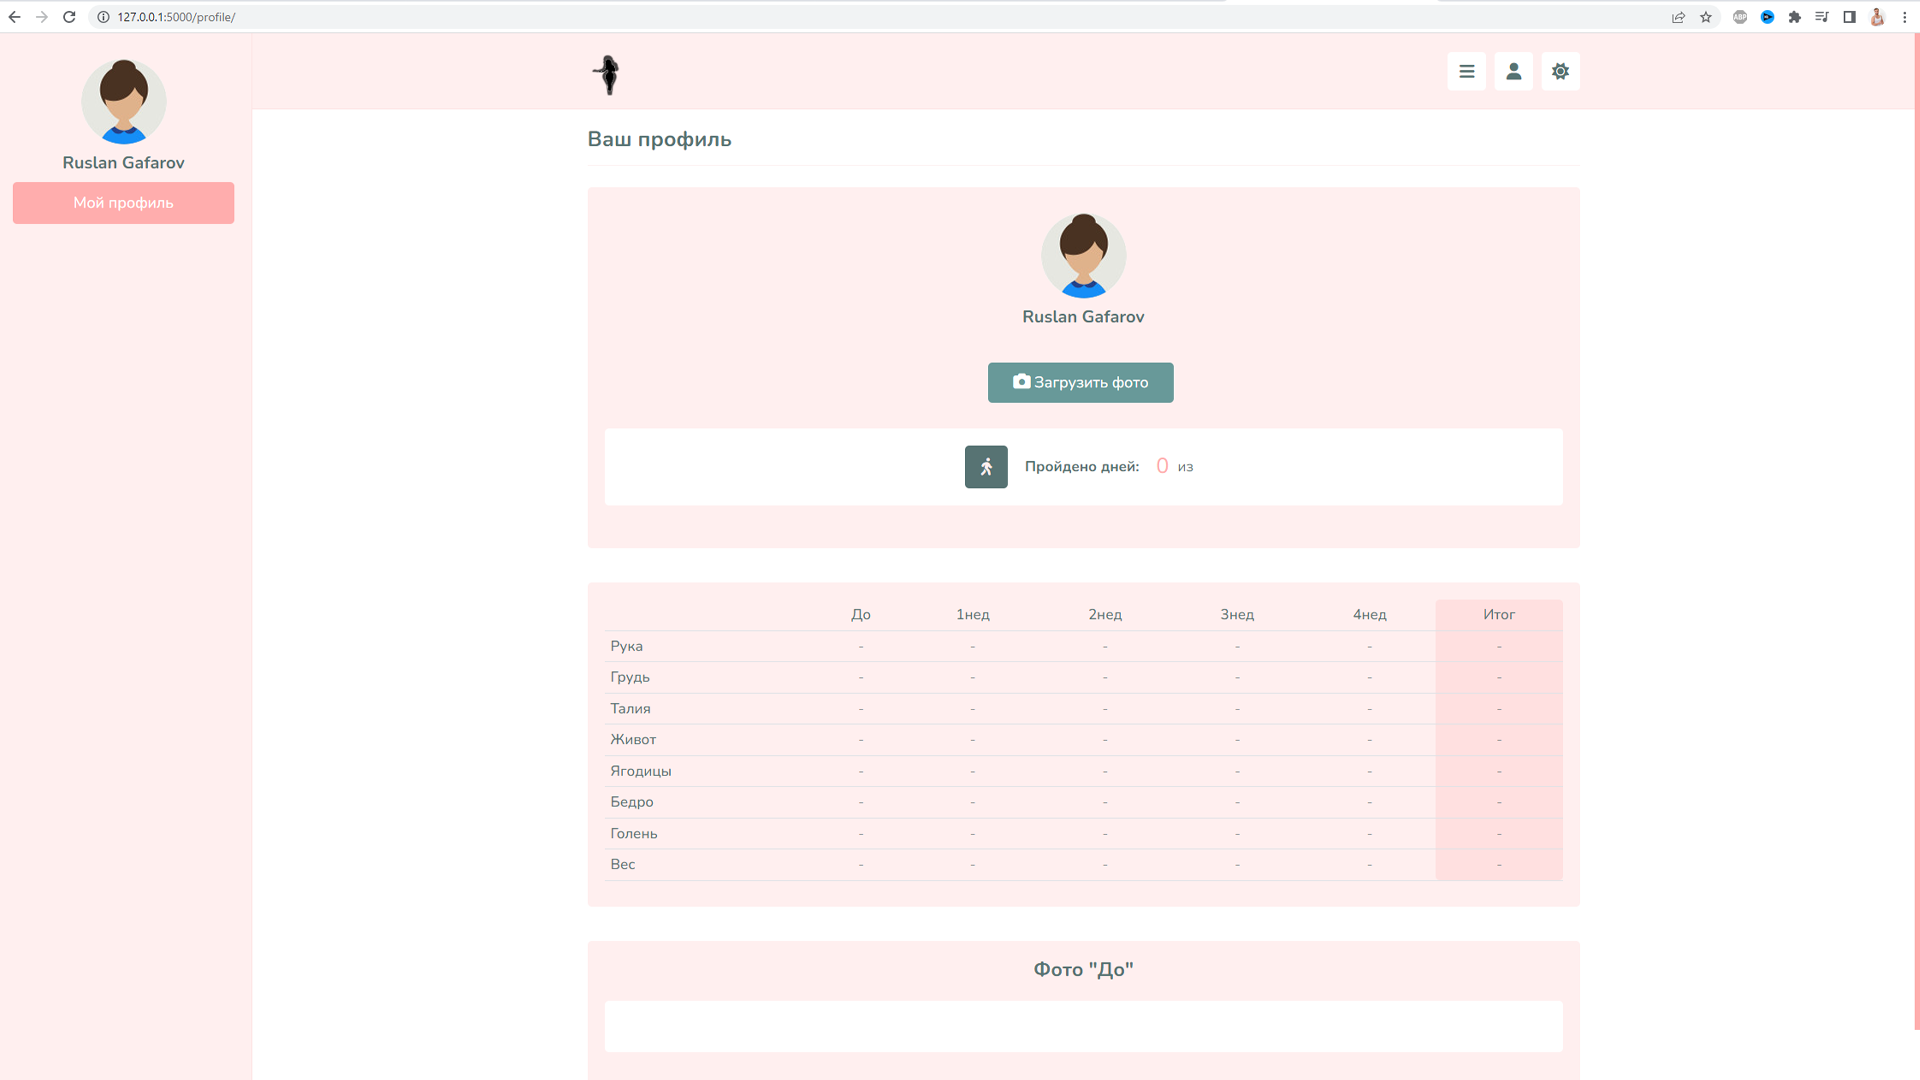 127.0.0.1:5000/profile/
ABP
Ruslan Gafarov
Мой профиль
Ваш профиль
Ruslan Gafarov
Загрузить фото
Пройдено дней: 0 из
До 1нед 2нед 3нед 4нед Итог
Рука - - - - - -
Грудь - - - - - -
Талия - - - - - -
Живот - - - - - -
Ягодицы - - - - - -
Бедро - - - - - -
Голень - - - - - -
Вес - - - - - -
Фото "До"